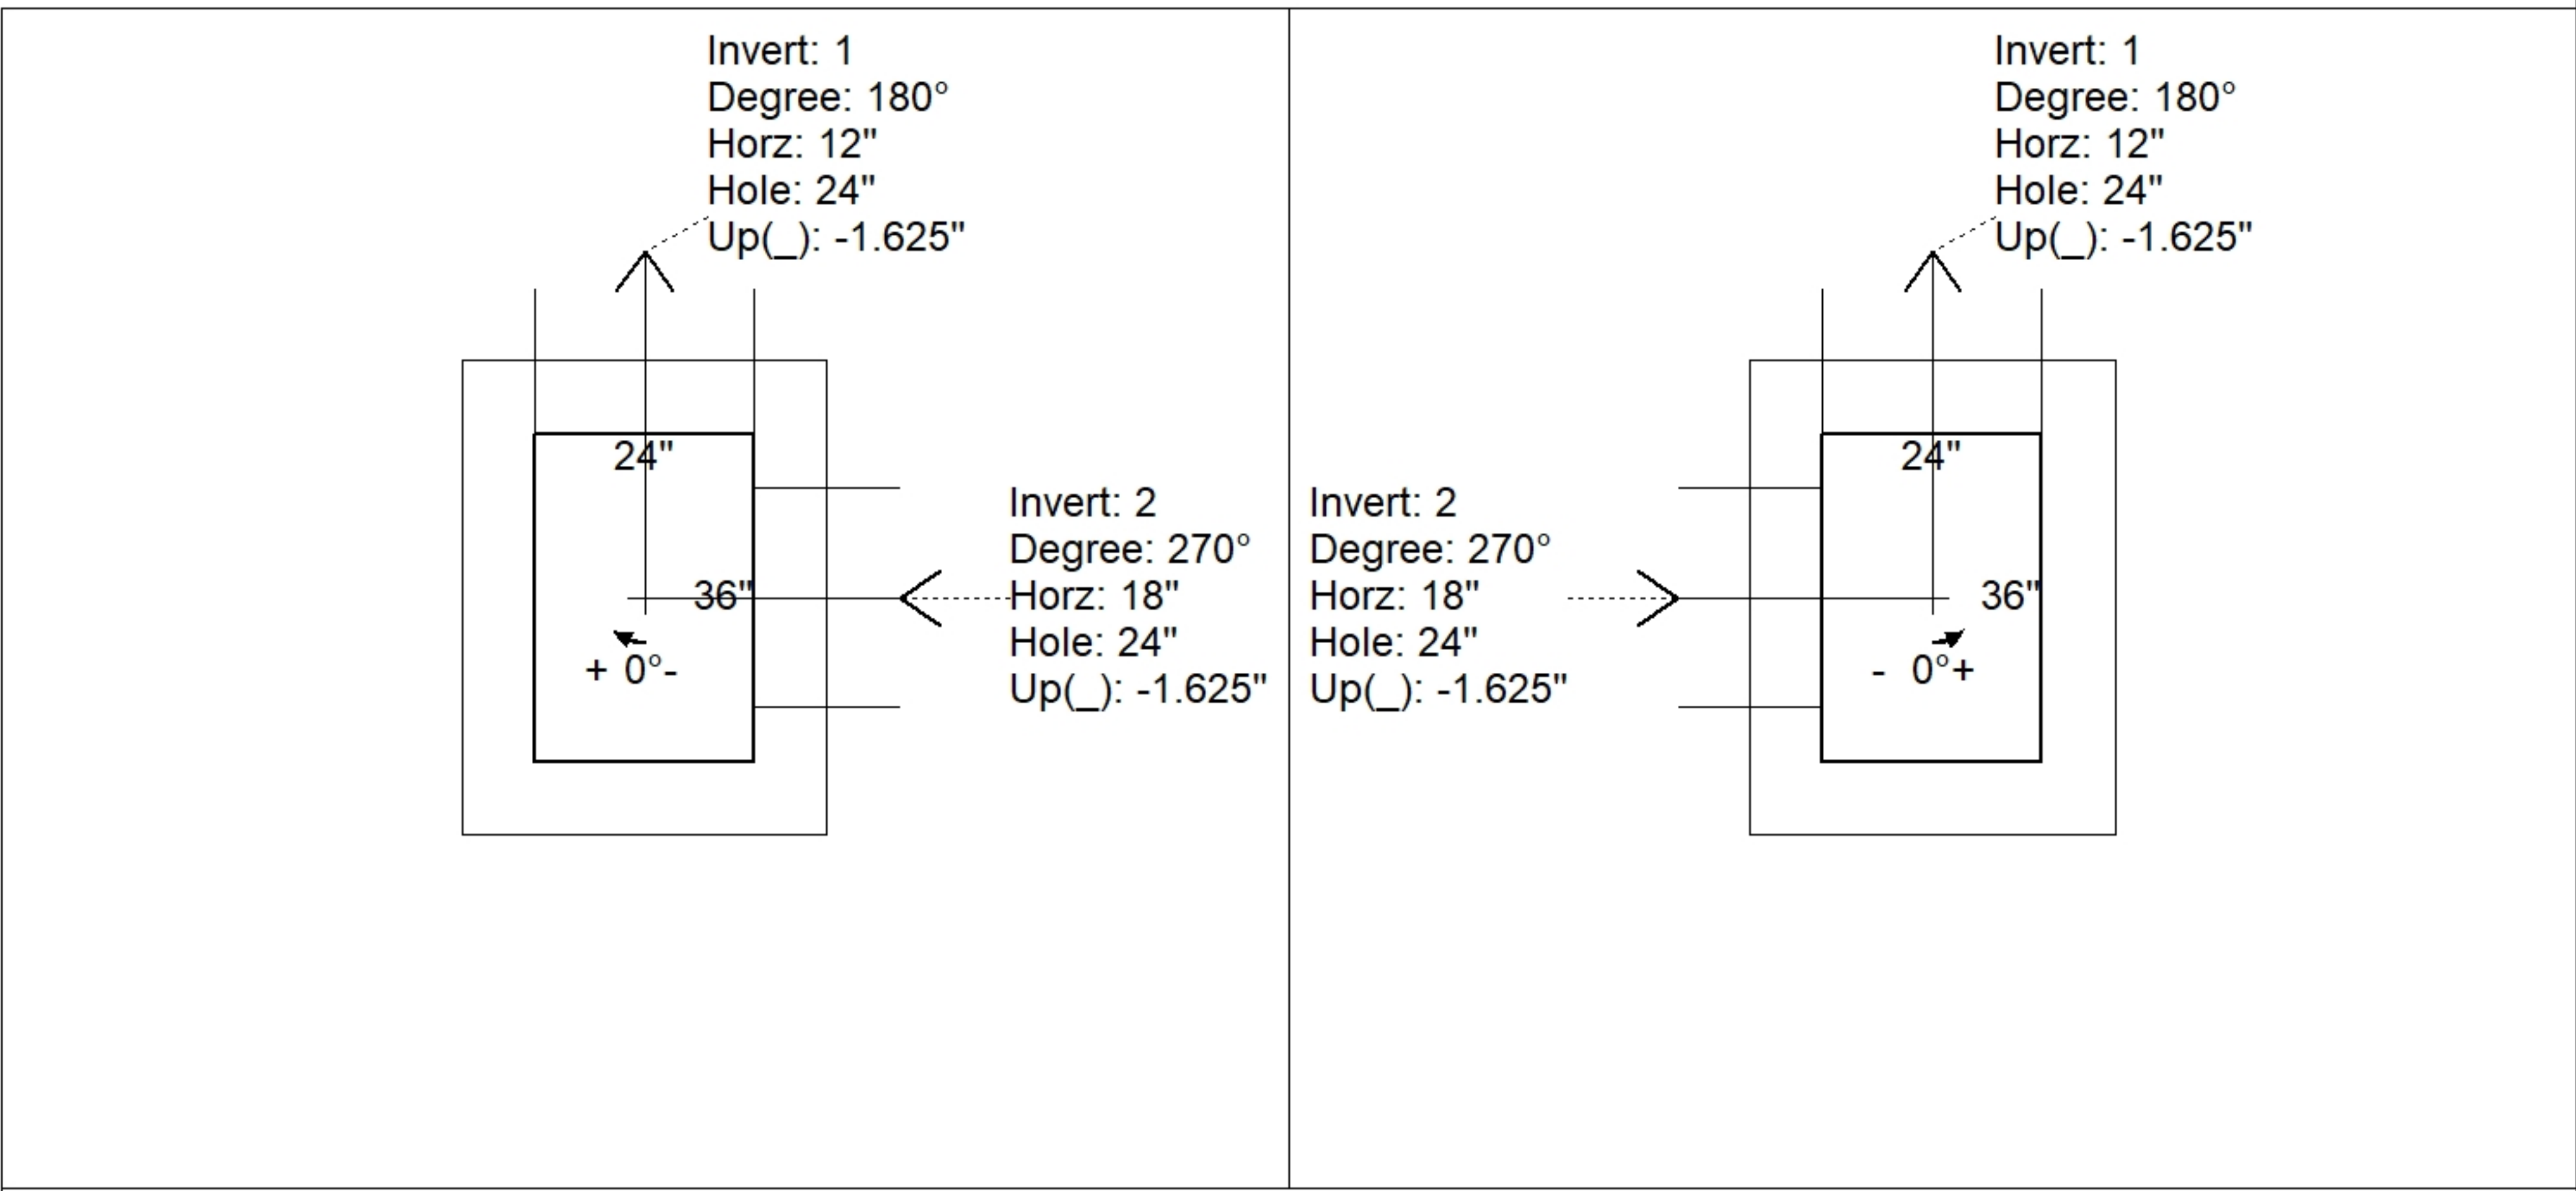 Invert: 1
Degree: 180°
Horz: 12"
Hole: 24"
Up(_): -1.625"
24"
36"
+ 0°-
Invert: 2
Degree: 270°
Horz: 18"
Hole: 24"
Up(_): -1.625"
Invert: 1
Degree: 180°
Horz: 12"
Hole: 24"
Up(_): -1.625"
Invert: 2
Degree: 270°
Horz: 18"
Hole: 24"
Up(_): -1.625"
24"
36"
- 0°+